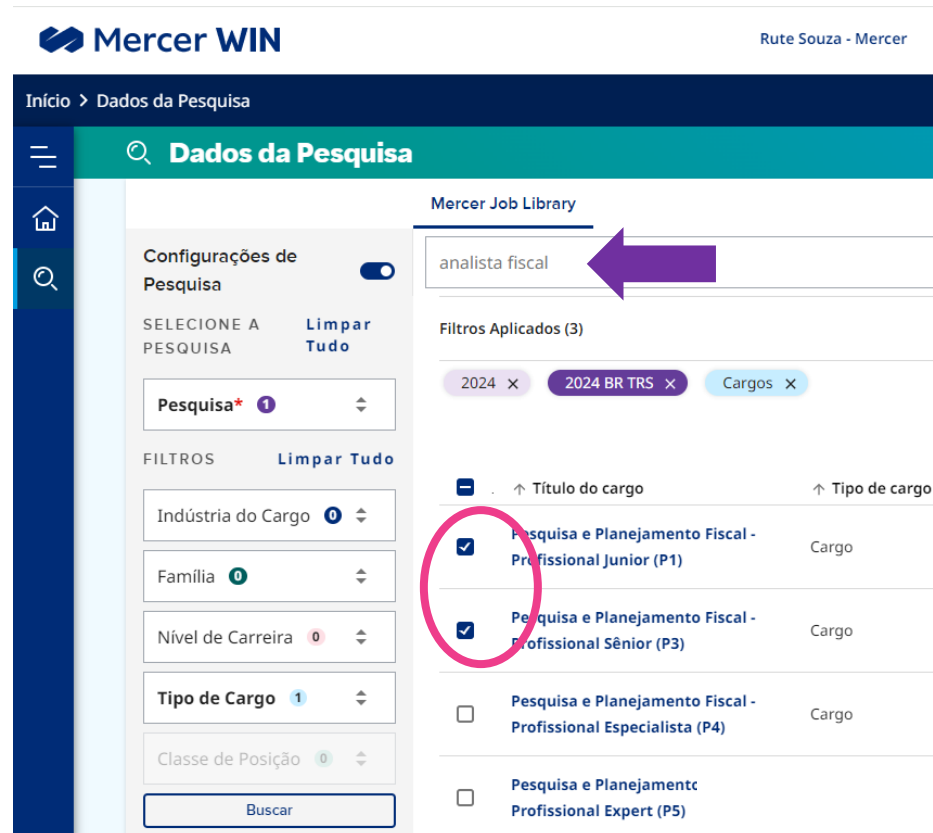 Mercer WIN
Rute Souza - Mercer
Início > Dados da Pesquisa
Dados da Pesquisa
Mercer Job Library
Configurações de
Pesquisa
analista fiscal
SELECIONE A
PESQUISA
Limpar
Tudo
Filtros Aplicados (3)
2024 ×
2024 BR TRS ×
Cargos ×
Pesquisa* 1
FILTROS
Limpar Tudo
. ↑ Título do cargo
↑ Tipo de cargo
Indústria do Cargo 0
Pesquisa e Planejamento Fiscal -
Profissional Junior (P1)
Cargo
Família 0
Nível de Carreira 0
Pesquisa e Planejamento Fiscal -
Profissional Sênior (P3)
Cargo
Tipo de Cargo 1
Pesquisa e Planejamento Fiscal -
Profissional Especialista (P4)
Cargo
Classe de Posição 0
Pesquisa e Planejamento
Profissional Expert (P5)
Buscar